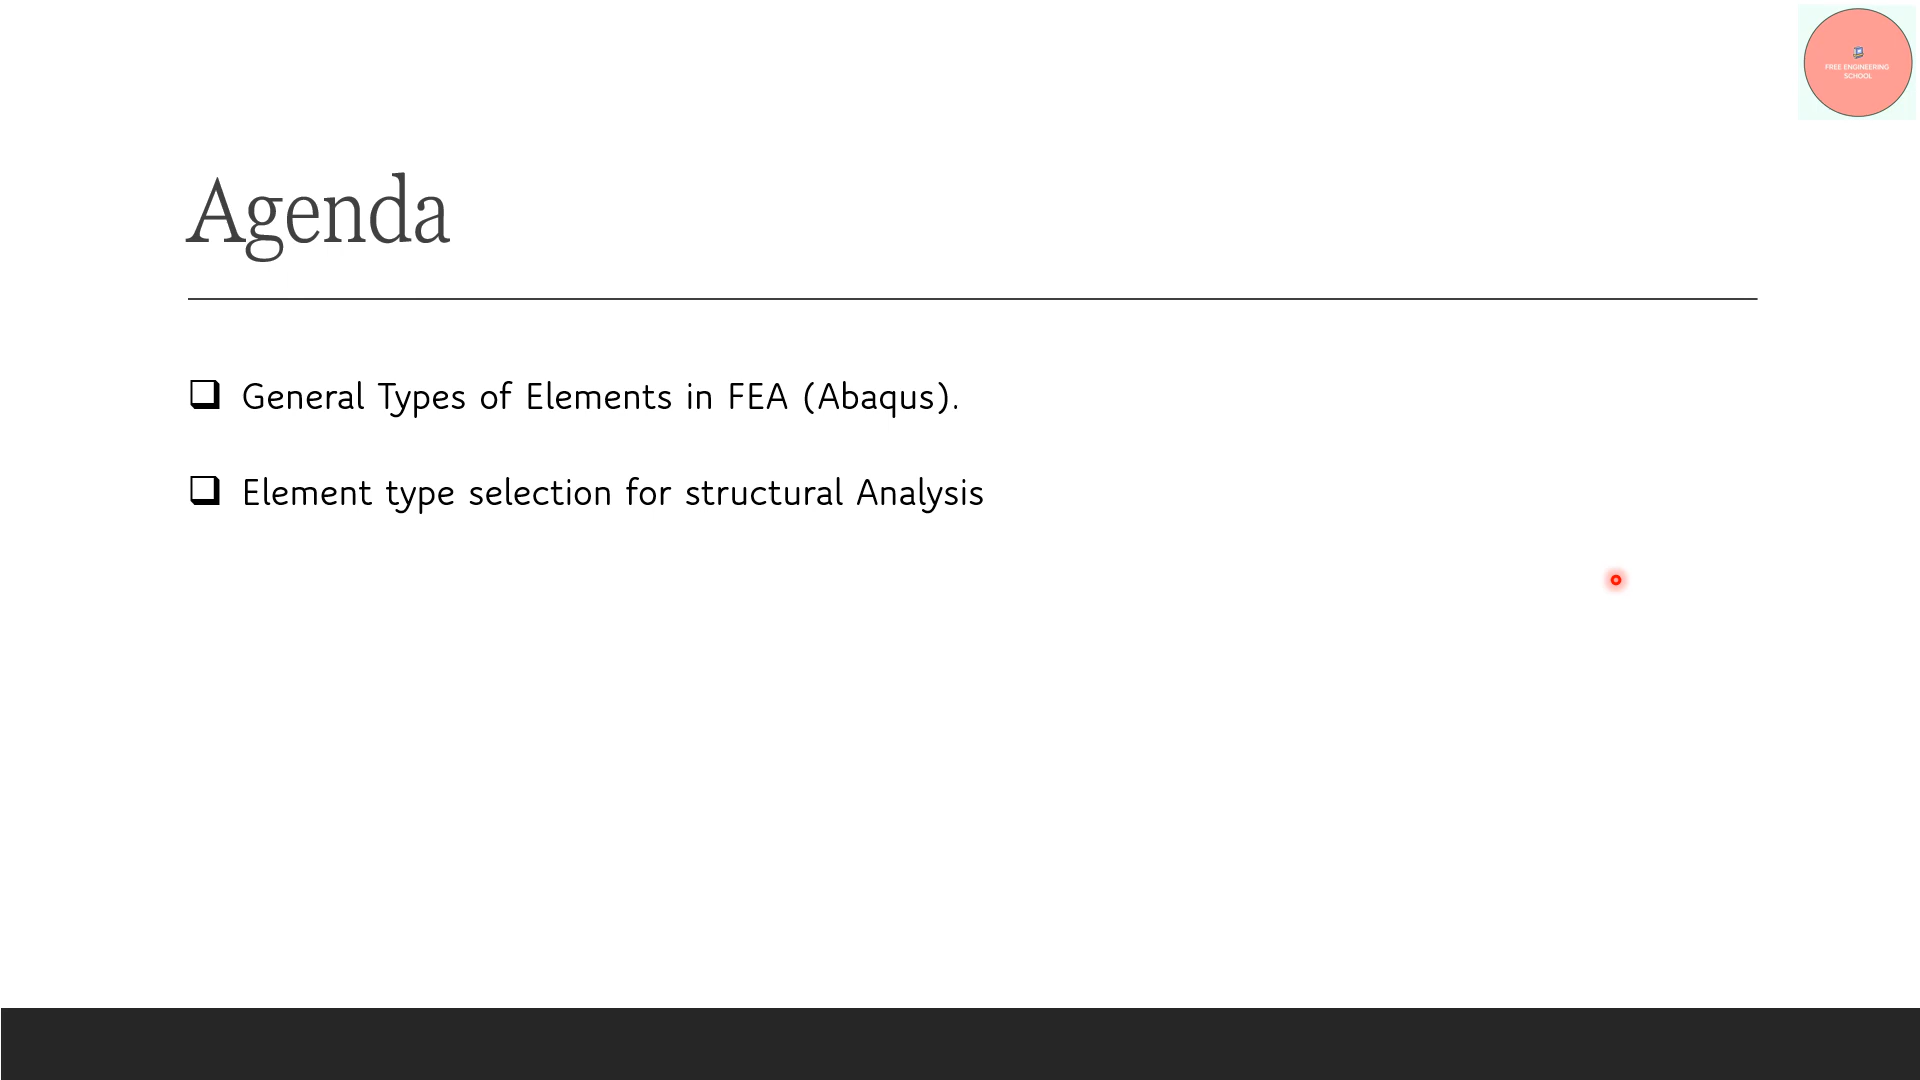 FREE ENGINEERING
SCHOOL
Agenda
General Types of Elements in FEA (Abaqus).
Element type selection for structural Analysis